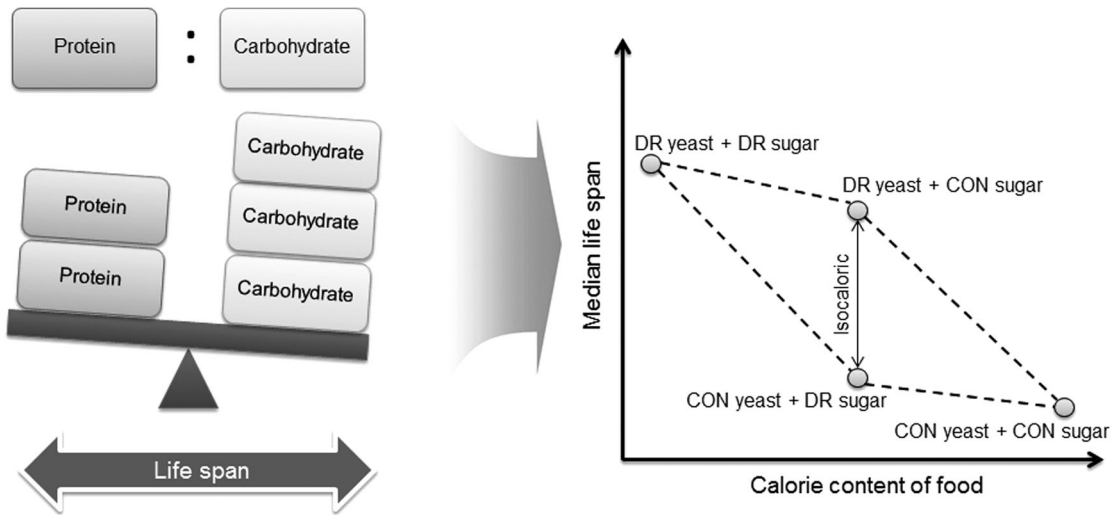 Protein : Carbohydrate
Carbohydrate
Protein
Carbohydrate
Protein
Carbohydrate
Life span
Median life span
DR yeast + DR sugar
DR yeast + CON sugar
Isocaloric
CON yeast + DR sugar
CON yeast + CON sugar
Calorie content of food